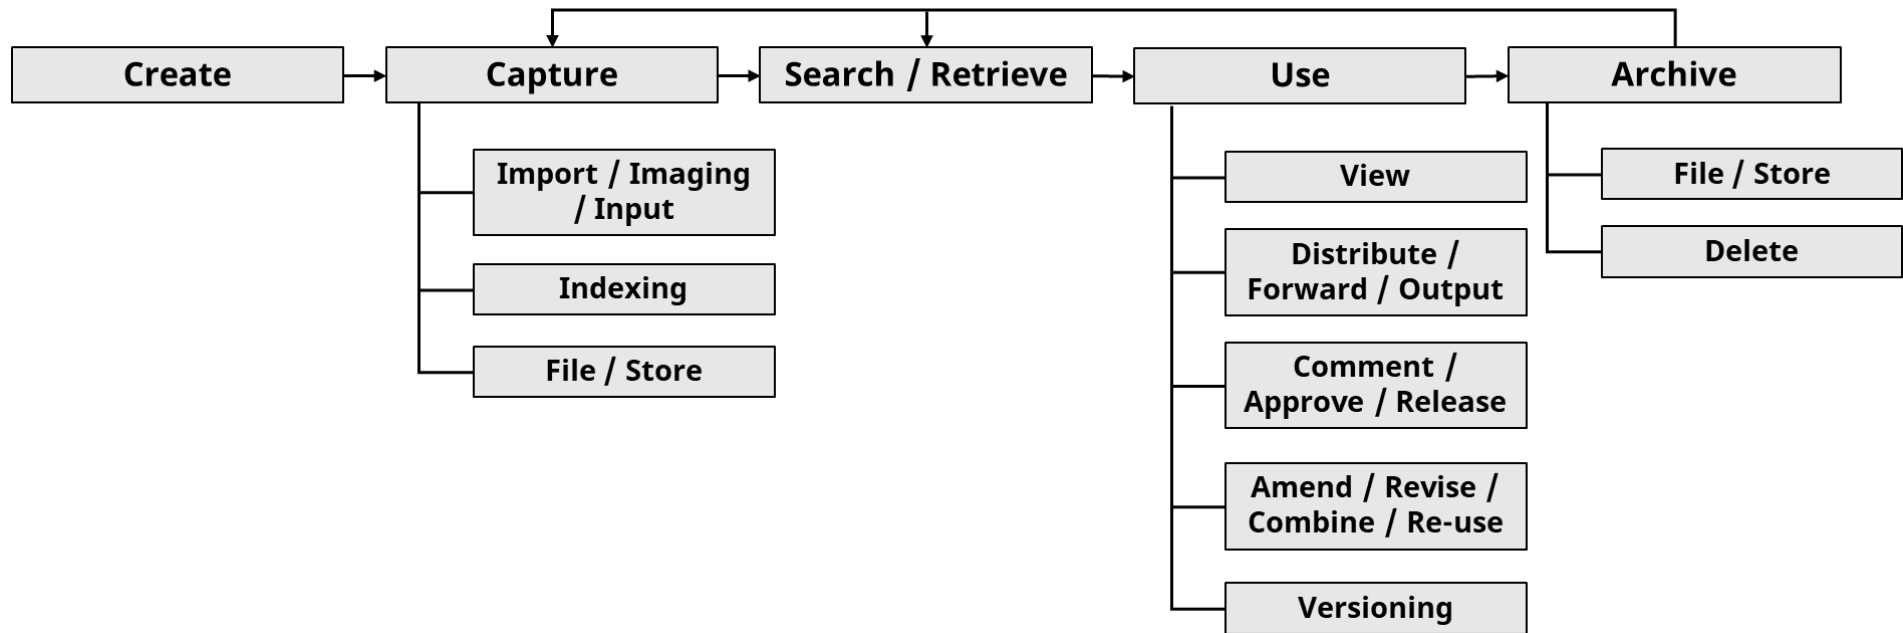 Create
Capture
Search / Retrieve
Use
Archive
Import / Imaging
/ Input
Indexing
File / Store
View
Distribute /
Forward / Output
Comment /
Approve / Release
Amend / Revise /
Combine / Re-use
Versioning
File / Store
Delete